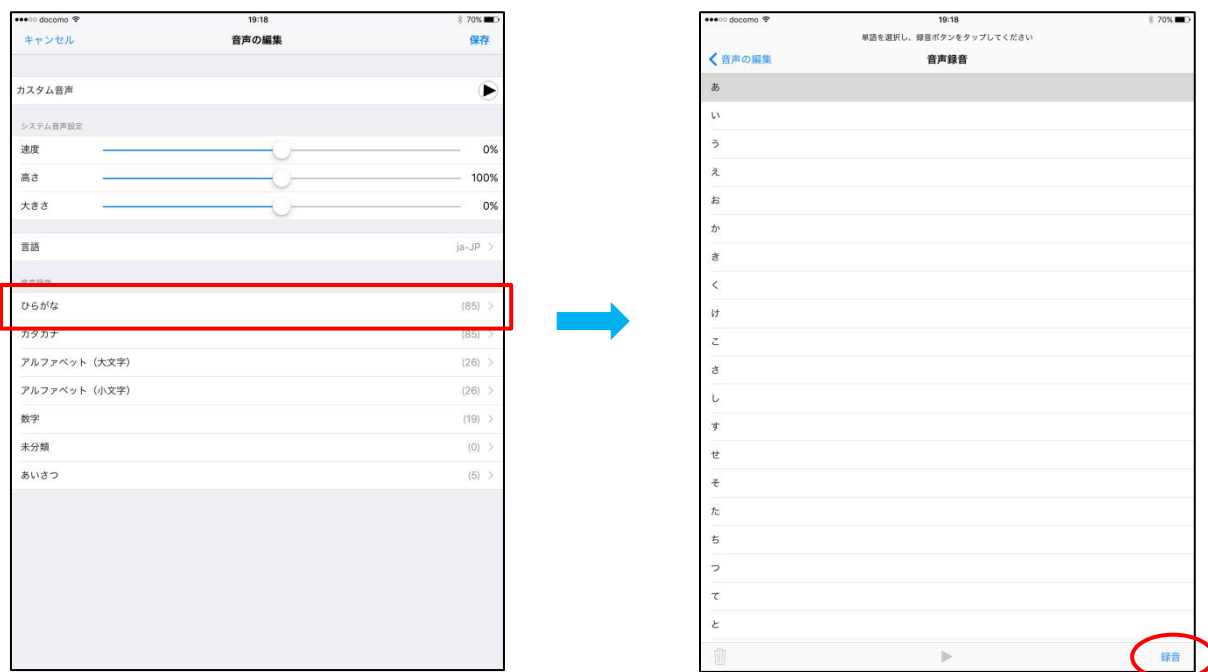 docomo 19:18 70%
キャンセル 音声の編集 保存
カスタム音声
システム音声設定
速度 0%
高さ 100%
大きさ 0%
言語 ja-JP
音声録音
ひらがな (85)
カタカナ (85)
アルファベット（大文字） (26)
アルファベット（小文字） (26)
数字 (19)
未分類 (0)
あいさつ (5)
docomo 19:18 70%
単語を選択し、録音ボタンをタップしてください
音声の編集 音声録音
あ
い
う
え
お
か
き
く
け
こ
さ
し
す
せ
そ
た
ち
つ
て
と
録音